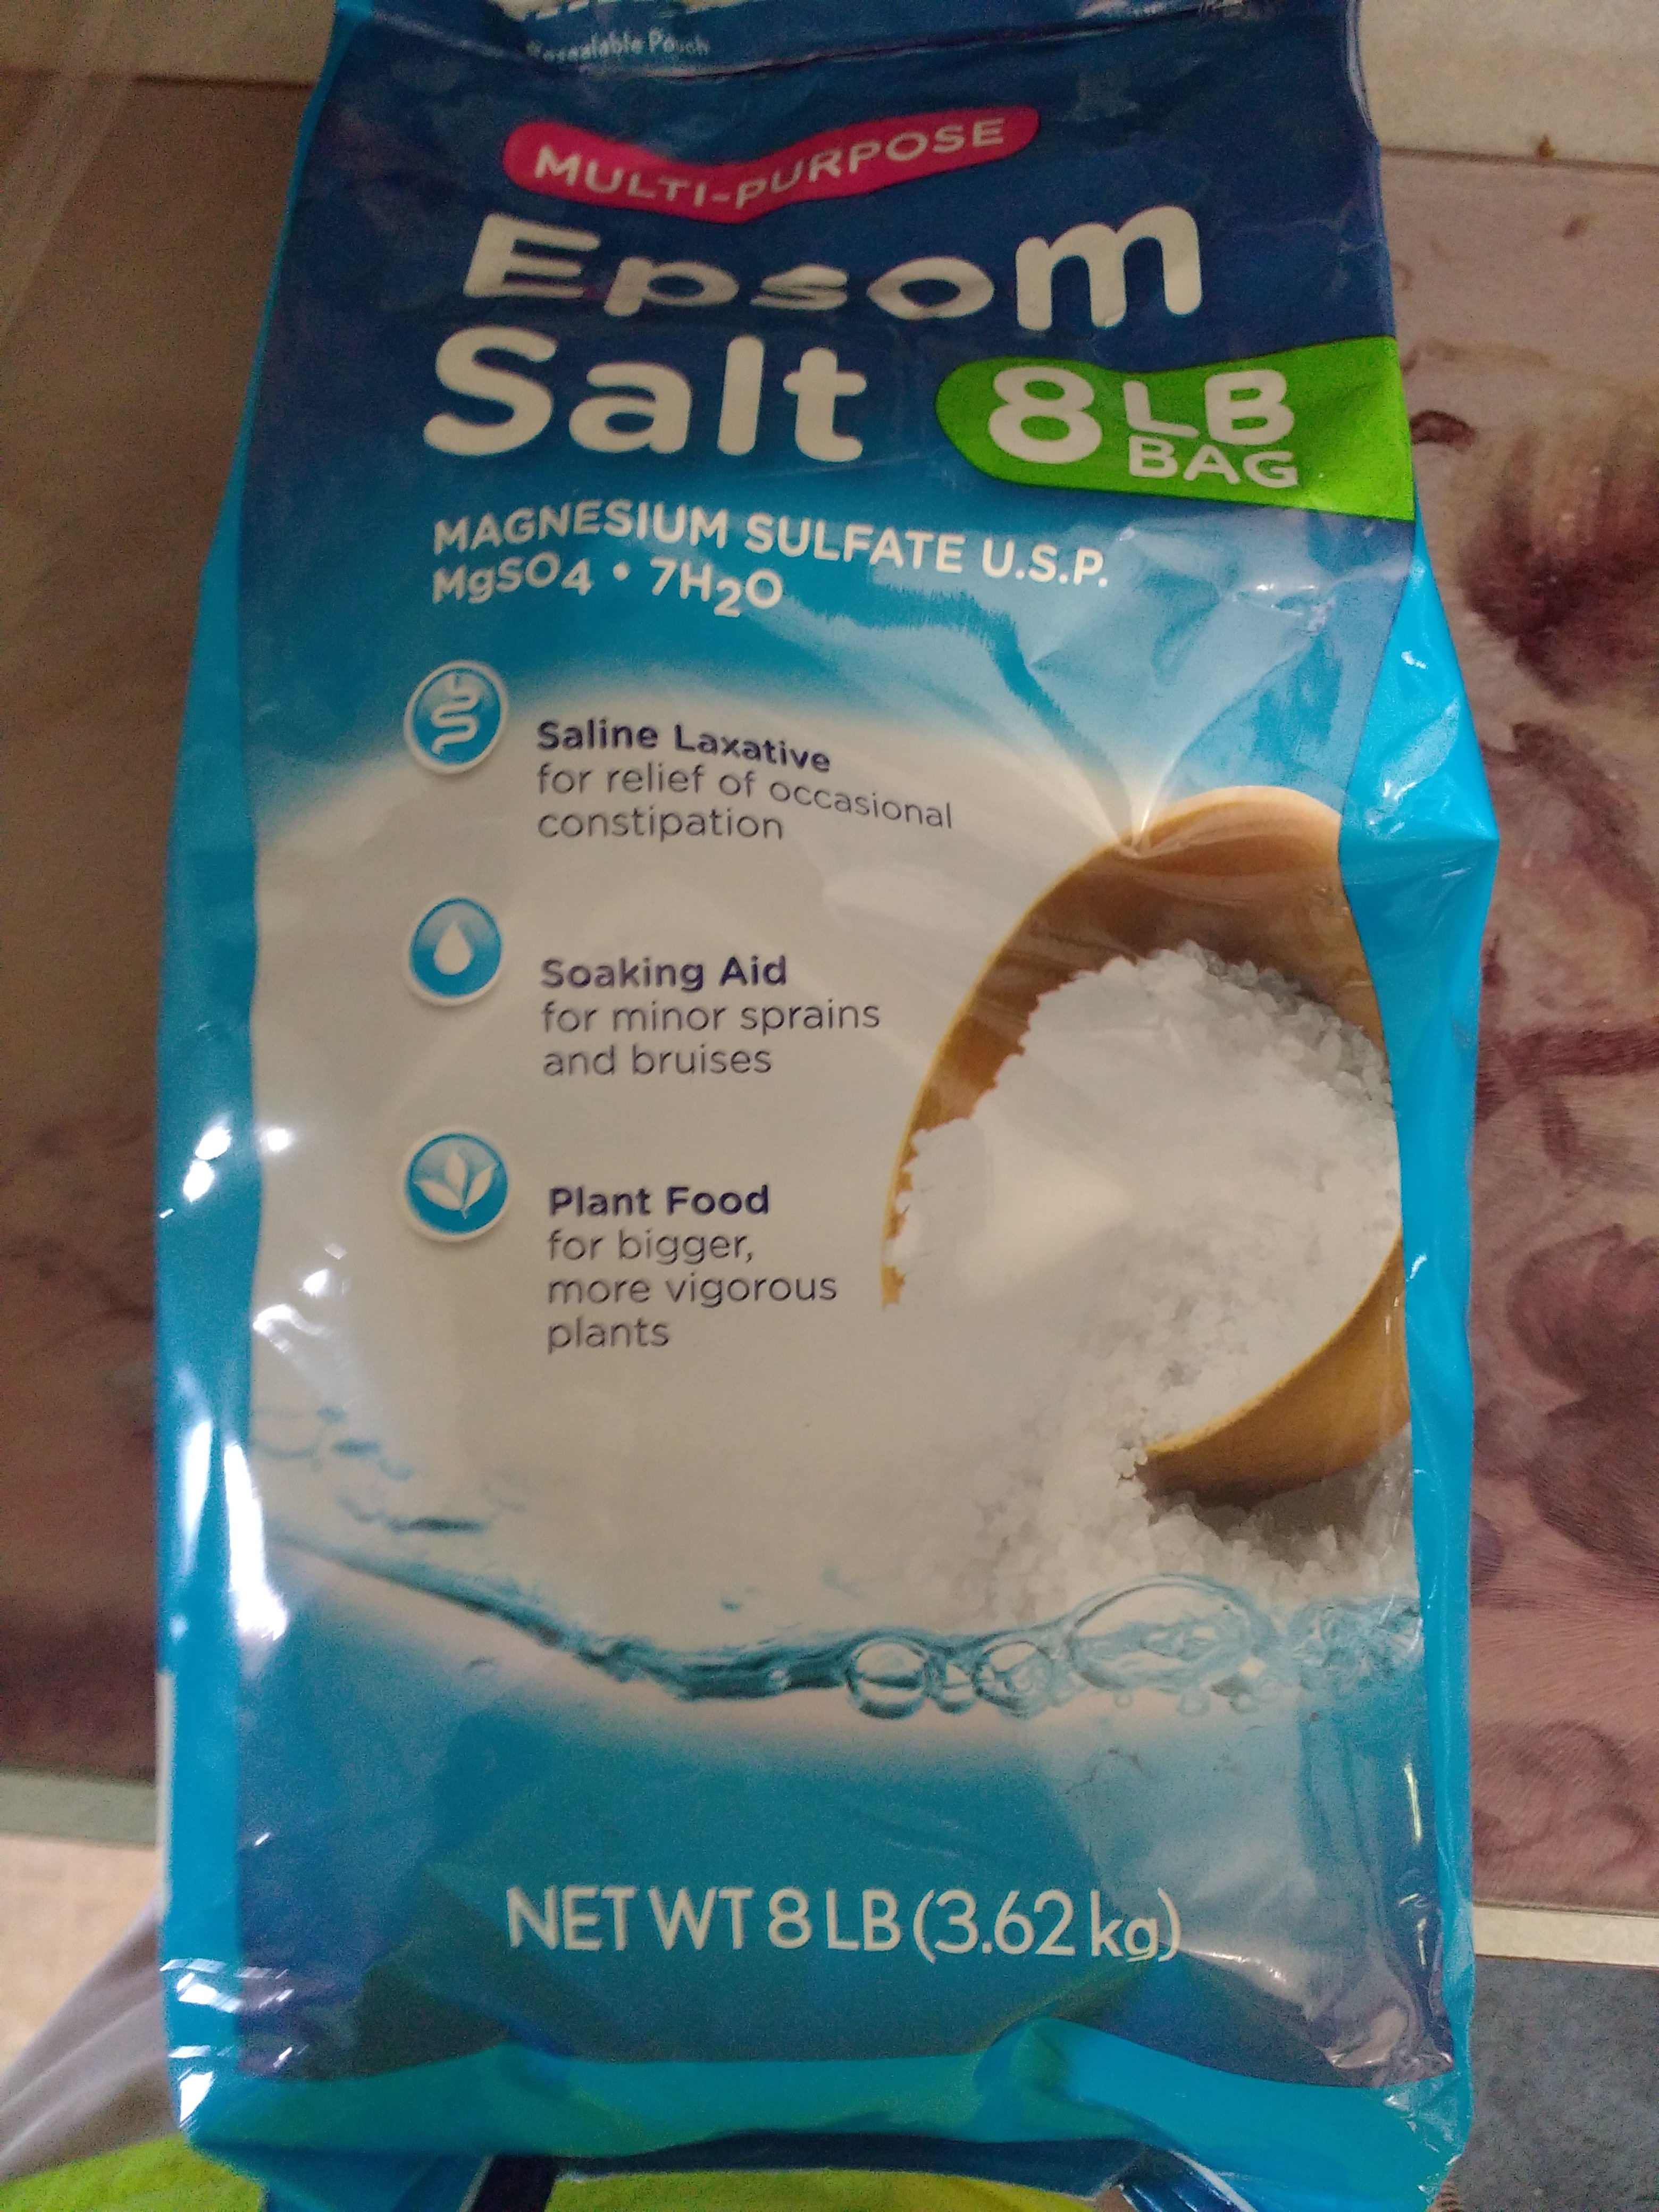 Resealable Pouch
MULTI-PURPOSE
Epsom
Salt
8 LB
BAG
MAGNESIUM SULFATE U.S.P.
MgSO4 • 7H2O
Saline Laxative
for relief of occasional
constipation
Soaking Aid
for minor sprains
and bruises
Plant Food
for bigger,
more vigorous
plants
NET WT 8 LB (3.62 kg)